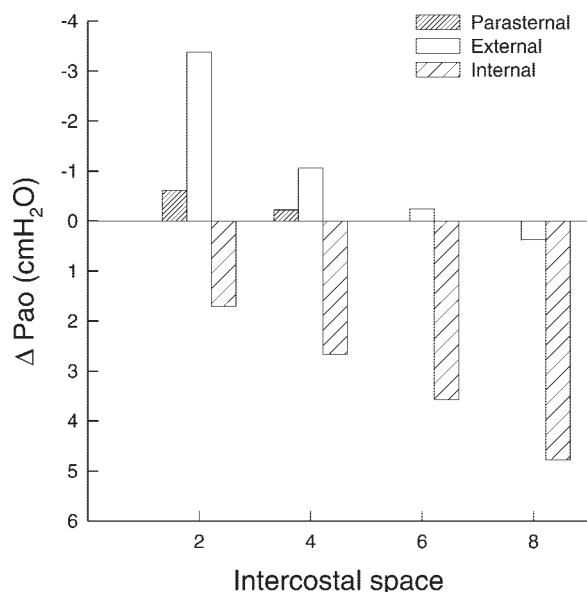 -4
-3
-2
-1
0
1
2
3
4
5
6
Δ Pao (cmH₂O)
Parasternal
External
Internal
2 4 6 8
Intercostal space